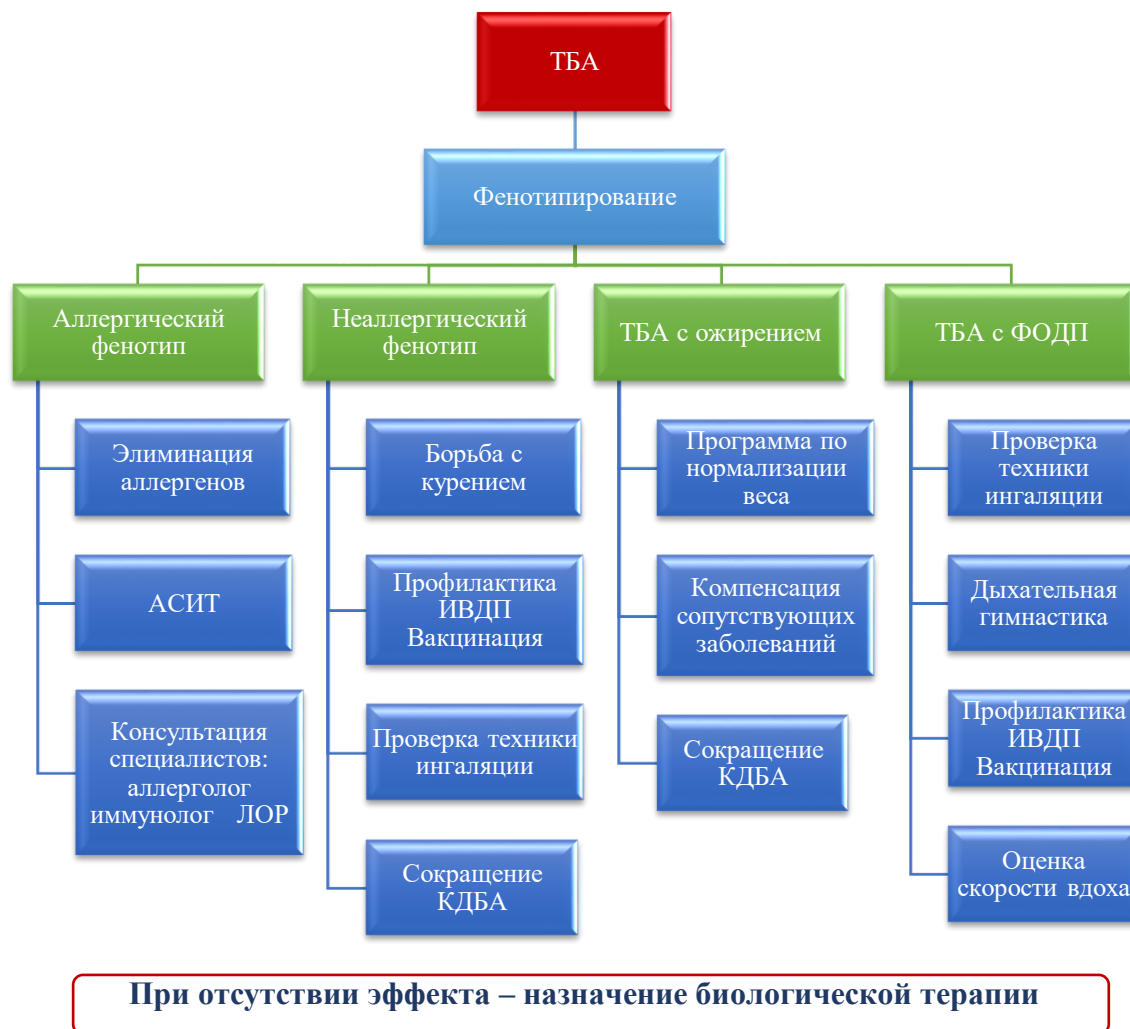 ТБА
Фенотипирование
Аллергический
фенотип
Элиминация
аллергенов
АСИТ
Консультация
специалистов:
аллерголог
иммунолог ЛОР
Неаллергический
фенотип
Борьба с
курением
Профилактика
ИВДП
Вакцинация
Проверка техники
ингаляции
Сокращение
КДБА
ТБА с ожирением
Программа по
нормализации
веса
Компенсация
сопутствующих
заболеваний
Сокращение
КДБА
ТБА с ФОДП
Проверка
техники
ингаляции
Дыхательная
гимнастика
Профилактика
ИВДП
Вакцинация
Оценка
скорости вдоха
При отсутствии эффекта – назначение биологической терапии